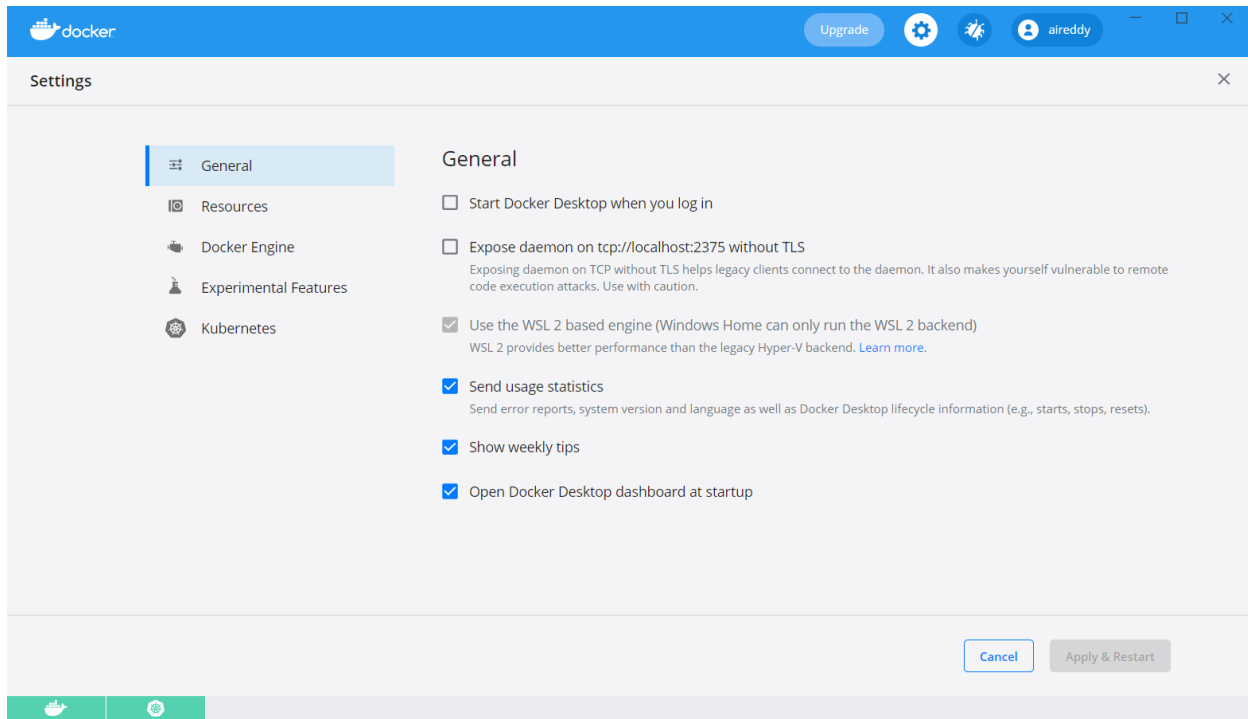 docker
Upgrade
aireddy
Settings
General
Resources
Docker Engine
Experimental Features
Kubernetes
General
Start Docker Desktop when you log in
Expose daemon on tcp://localhost:2375 without TLS
Exposing daemon on TCP without TLS helps legacy clients connect to the daemon. It also makes yourself vulnerable to remote
code execution attacks. Use with caution.
Use the WSL 2 based engine (Windows Home can only run the WSL 2 backend)
WSL 2 provides better performance than the legacy Hyper-V backend. Learn more.
Send usage statistics
Send error reports, system version and language as well as Docker Desktop lifecycle information (e.g., starts, stops, resets).
Show weekly tips
Open Docker Desktop dashboard at startup
Cancel
Apply & Restart